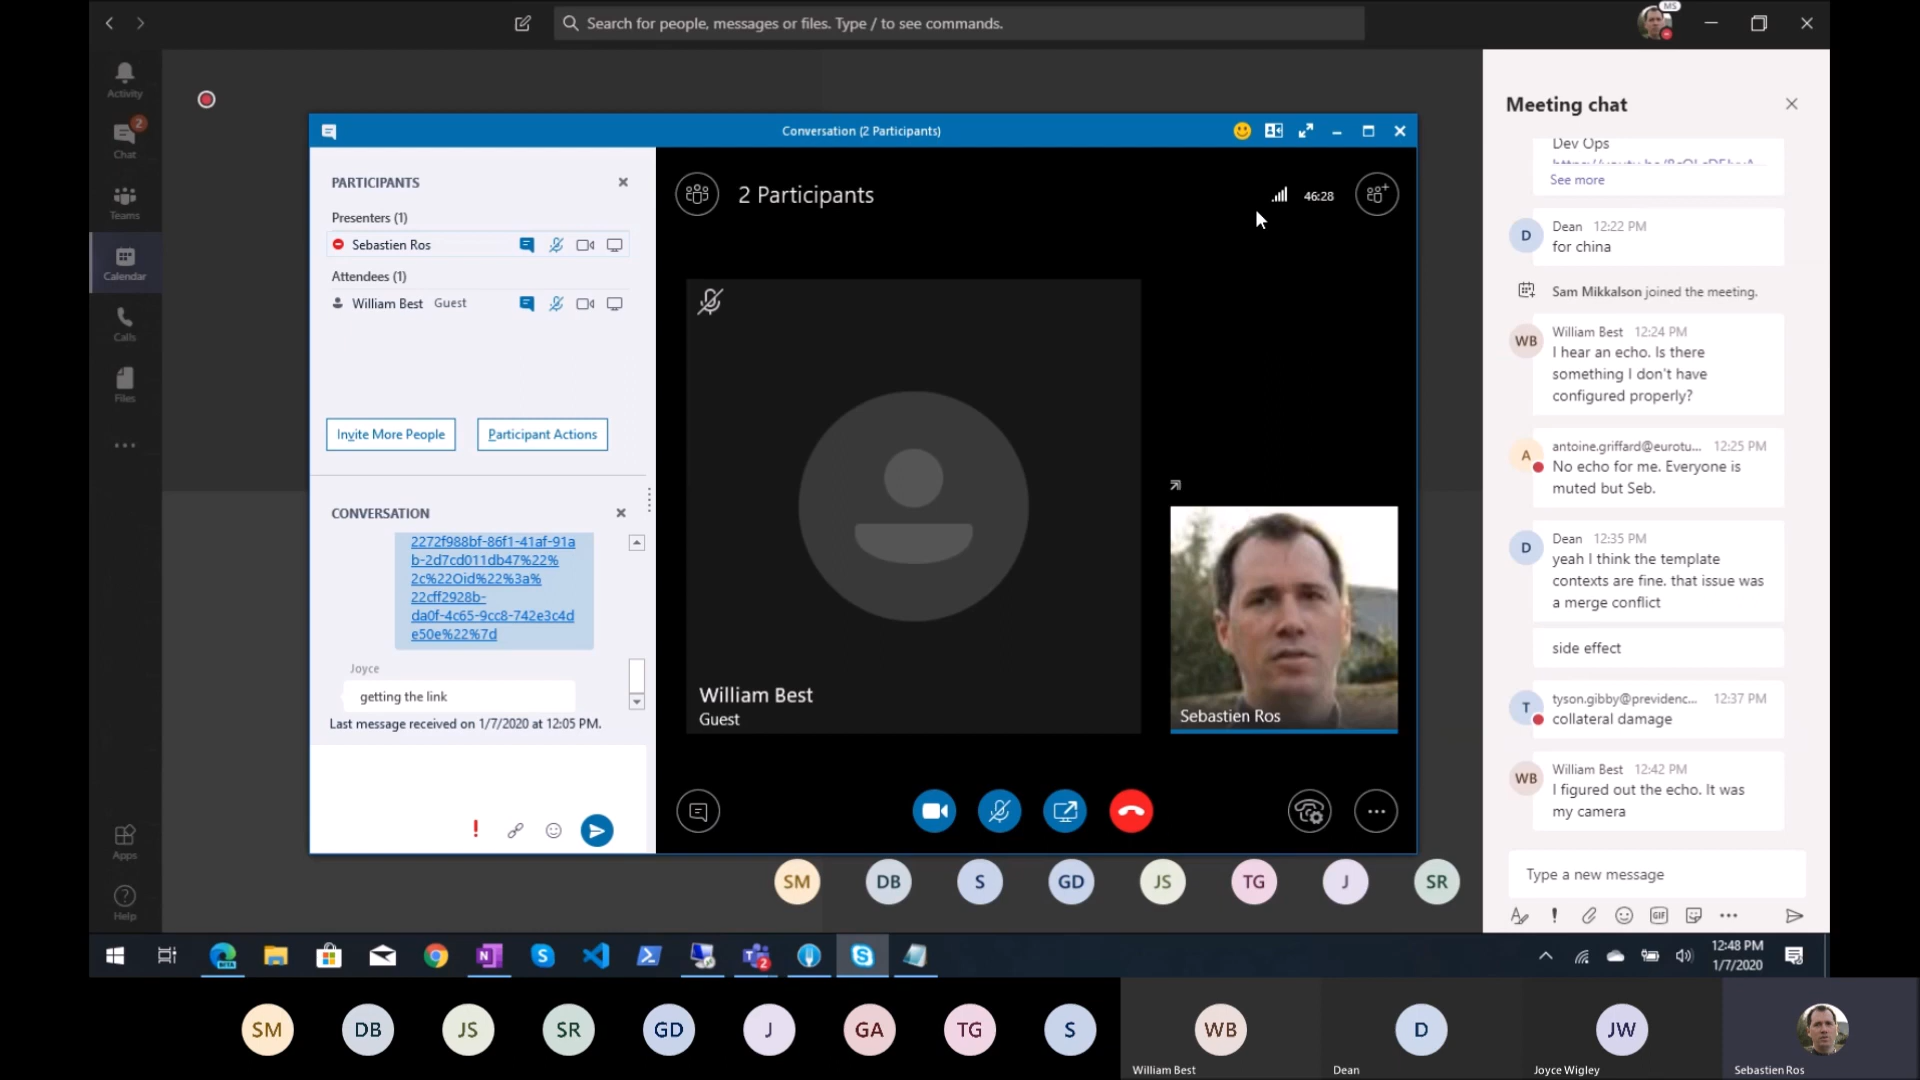 Search for people, messages or files. Type / to see commands.
MS
Activity
2
Chat
Teams
Calendar
Calls
Files
Apps
Help
Conversation (2 Participants)
PARTICIPANTS
Presenters (1)
Sebastien Ros
Attendees (1)
William Best Guest
Invite More People
Participant Actions
CONVERSATION
2272f988bf-86f1-41af-91a
b-2d7cd011db47%22%
2c%22Oid%22%3a%
22cff2928b-
da0f-4c65-9cc8-742e3c4d
e50e%22%7d
Joyce
getting the link
Last message received on 1/7/2020 at 12:05 PM.
2 Participants
46:28
William Best
Guest
Sebastien Ros
SM
DB
S
GD
JS
TG
J
SR
Meeting chat
Dev Ops
See more
D
Dean 12:22 PM
for china
Sam Mikkalson joined the meeting.
WB
William Best 12:24 PM
I hear an echo. Is there
something I don't have
configured properly?
A
antoine.griffard@eurotu... 12:25 PM
No echo for me. Everyone is
muted but Seb.
D
Dean 12:35 PM
yeah I think the template
contexts are fine. that issue was
a merge conflict
side effect
T
tyson.gibby@previdenc... 12:37 PM
collateral damage
WB
William Best 12:42 PM
I figured out the echo. It was
my camera
Type a new message
GIF
12:48 PM
1/7/2020
SM
DB
JS
SR
GD
J
GA
TG
S
WB
William Best
D
Dean
JW
Joyce Wigley
Sebastien Ros